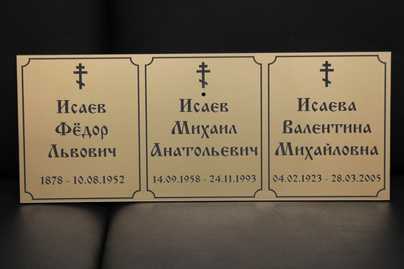 Исаев
Фёдор
Львович
1878 - 10.08.1952
Исаев
Михаил
Анатольевич
14.09.1958 - 24.11.1993
Исаева
Валентина
Михайловна
04.02.1923 - 28.03.2005